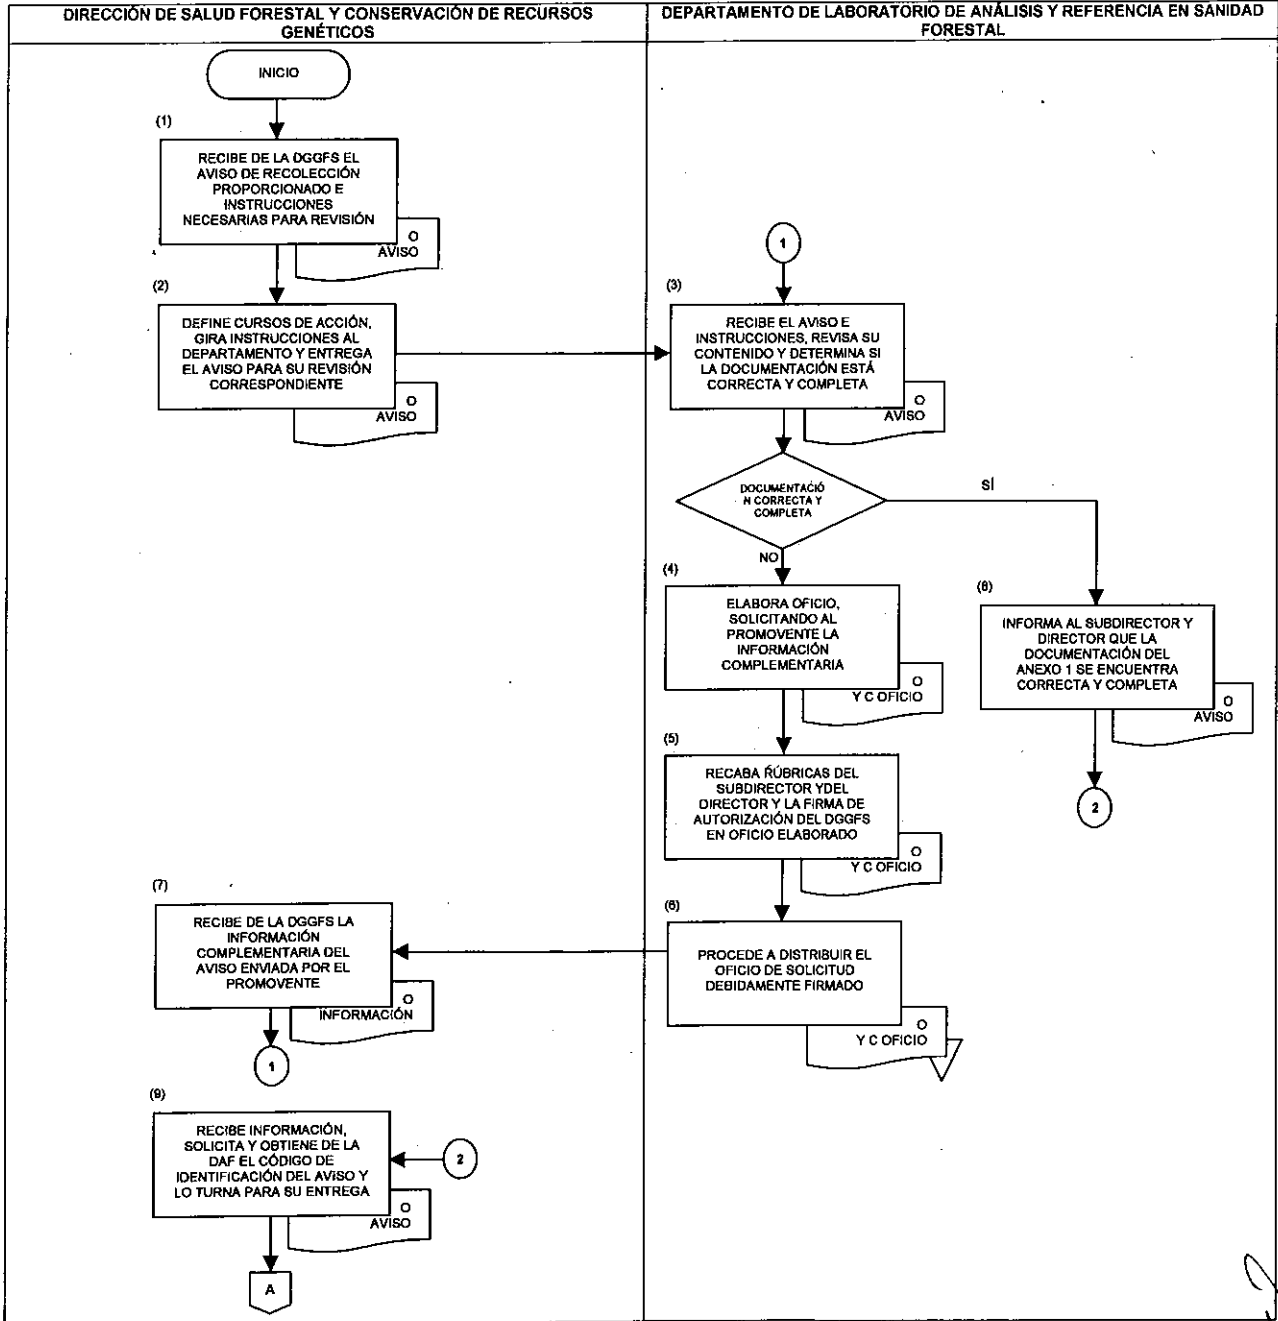 DIRECCIÓN DE SALUD FORESTAL Y CONSERVACIÓN DE RECURSOS
GENÉTICOS
DEPARTAMENTO DE LABORATORIO DE ANÁLISIS Y REFERENCIA EN SANIDAD
FORESTAL
INICIO
(1)
RECIBE DE LA DGGFS EL
AVISO DE RECOLECCIÓN
PROPORCIONADO E
INSTRUCCIONES
NECESARIAS PARA REVISIÓN
O
AVISO
(2)
DEFINE CURSOS DE ACCIÓN,
GIRA INSTRUCCIONES AL
DEPARTAMENTO Y ENTREGA
EL AVISO PARA SU REVISIÓN
CORRESPONDIENTE
O
AVISO
1
(3)
RECIBE EL AVISO E
INSTRUCCIONES, REVISA SU
CONTENIDO Y DETERMINA SI
LA DOCUMENTACIÓN ESTÁ
CORRECTA Y COMPLETA
O
AVISO
DOCUMENTACIÓ
N CORRECTA Y
COMPLETA
SÍ
NO
(4)
ELABORA OFICIO,
SOLICITANDO AL
PROMOVENTE LA
INFORMACIÓN
COMPLEMENTARIA
O
Y C OFICIO
(8)
INFORMA AL SUBDIRECTOR Y
DIRECTOR QUE LA
DOCUMENTACIÓN DEL
ANEXO 1 SE ENCUENTRA
CORRECTA Y COMPLETA
O
AVISO
2
(5)
RECABA RÚBRICAS DEL
SUBDIRECTOR YDEL
DIRECTOR Y LA FIRMA DE
AUTORIZACIÓN DEL DGGFS
EN OFICIO ELABORADO
O
Y C OFICIO
(6)
PROCEDE A DISTRIBUIR EL
OFICIO DE SOLICITUD
DEBIDAMENTE FIRMADO
O
Y C OFICIO
(7)
RECIBE DE LA DGGFS LA
INFORMACIÓN
COMPLEMENTARIA DEL
AVISO ENVIADA POR EL
PROMOVENTE
O
INFORMACIÓN
1
(9)
RECIBE INFORMACIÓN,
SOLICITA Y OBTIENE DE LA
DAF EL CÓDIGO DE
IDENTIFICACIÓN DEL AVISO Y
LO TURNA PARA SU ENTREGA
2
O
AVISO
A